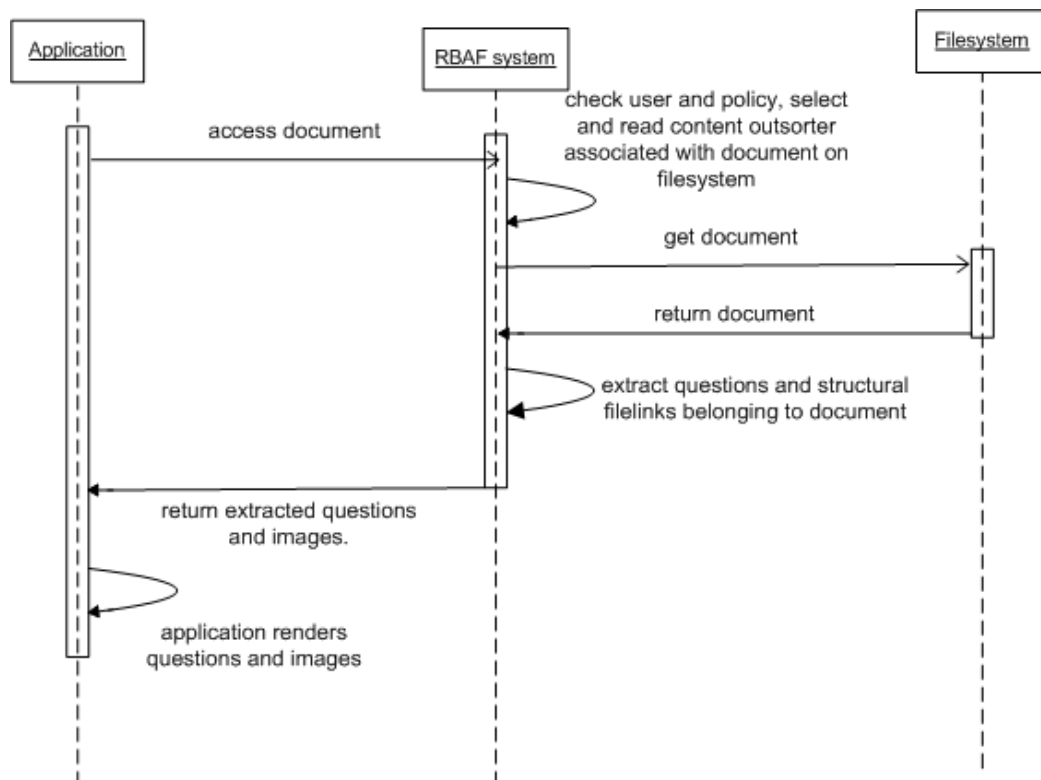 Application
RBAF system
Filesystem
check user and policy, select
and read content outsorter
associated with document on
filesystem
access document
get document
return document
extract questions and structural
filelinks belonging to document
return extracted questions
and images.
application renders
questions and images